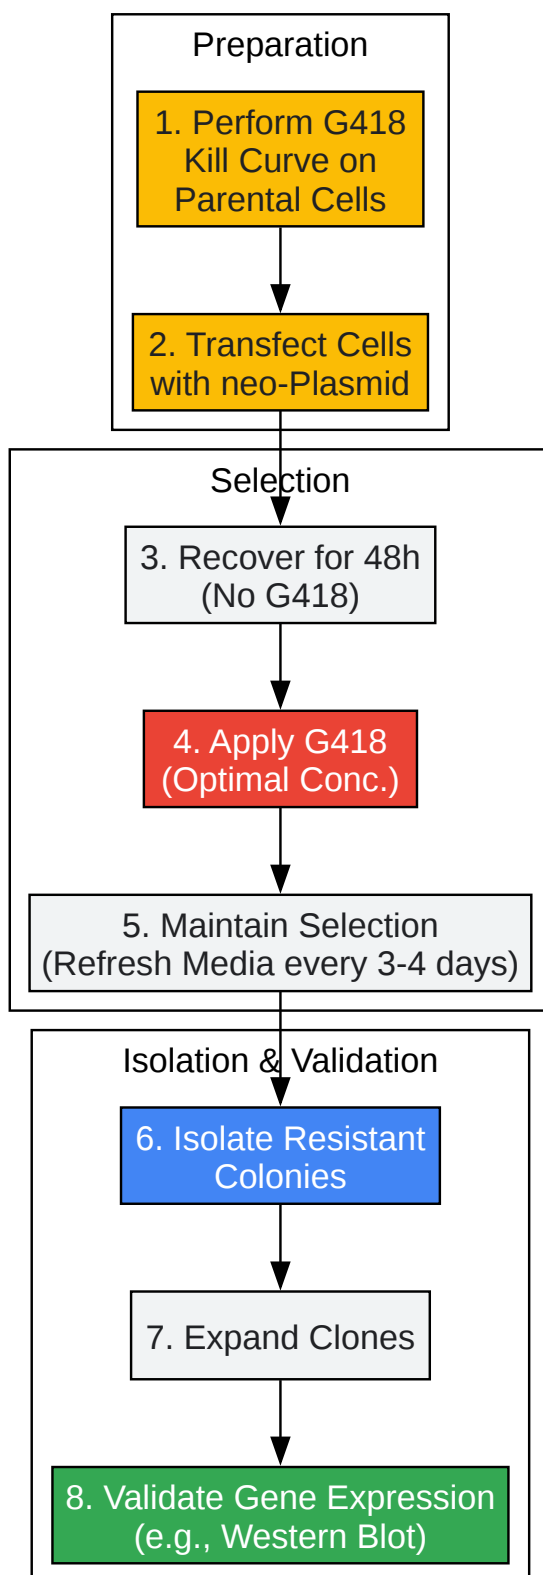 Preparation
1. Perform G418
Kill Curve on
Parental Cells
2. Transfect Cells
with neo-Plasmid
Selection
3. Recover for 48h
(No G418)
4. Apply G418
(Optimal Conc.)
5. Maintain Selection
(Refresh Media every 3-4 days)
Isolation & Validation
6. Isolate Resistant
Colonies
7. Expand Clones
8. Validate Gene Expression
(e.g., Western Blot)